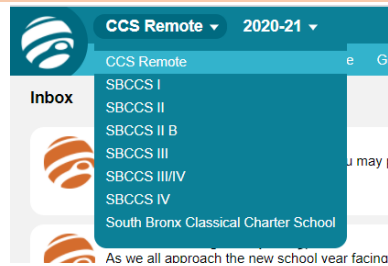 CCS Remote 2020-21
CCS Remote
e G
SBCCS I
Inbox
SBCCS II
SBCCS II B
SBCCS III
u may p
SBCCS III/IV
SBCCS IV
South Bronx Classical Charter School
As we all approach the new school year facing